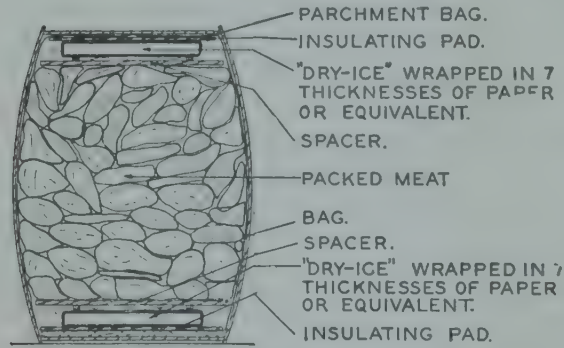 PARCHMENT BAG.
INSULATING PAD.
"DRY-ICE" WRAPPED IN 7
THICKNESSES OF PAPER
OR EQUIVALENT.
SPACER.
PACKED MEAT
BAG.
SPACER.
"DRY-ICE" WRAPPED IN 7
THICKNESSES OF PAPER
OR EQUIVALENT.
INSULATING PAD.